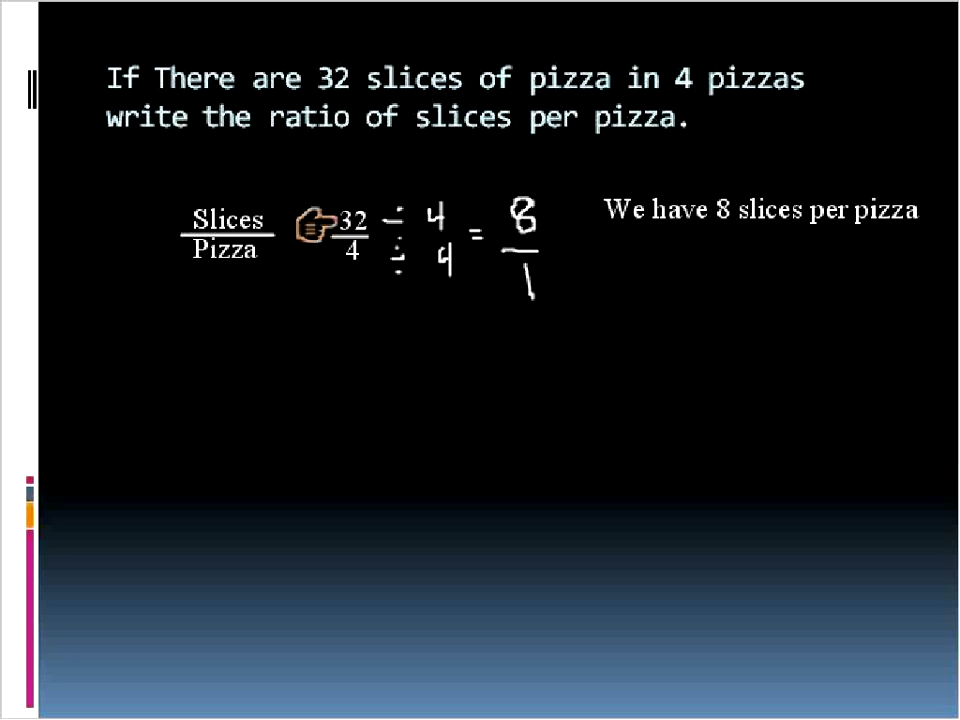 If There are 32 slices of pizza in 4 pizzas
write the ratio of slices per pizza.
Slices
Pizza
32 ÷ 4 = 8
4 ÷ 4 1
We have 8 slices per pizza